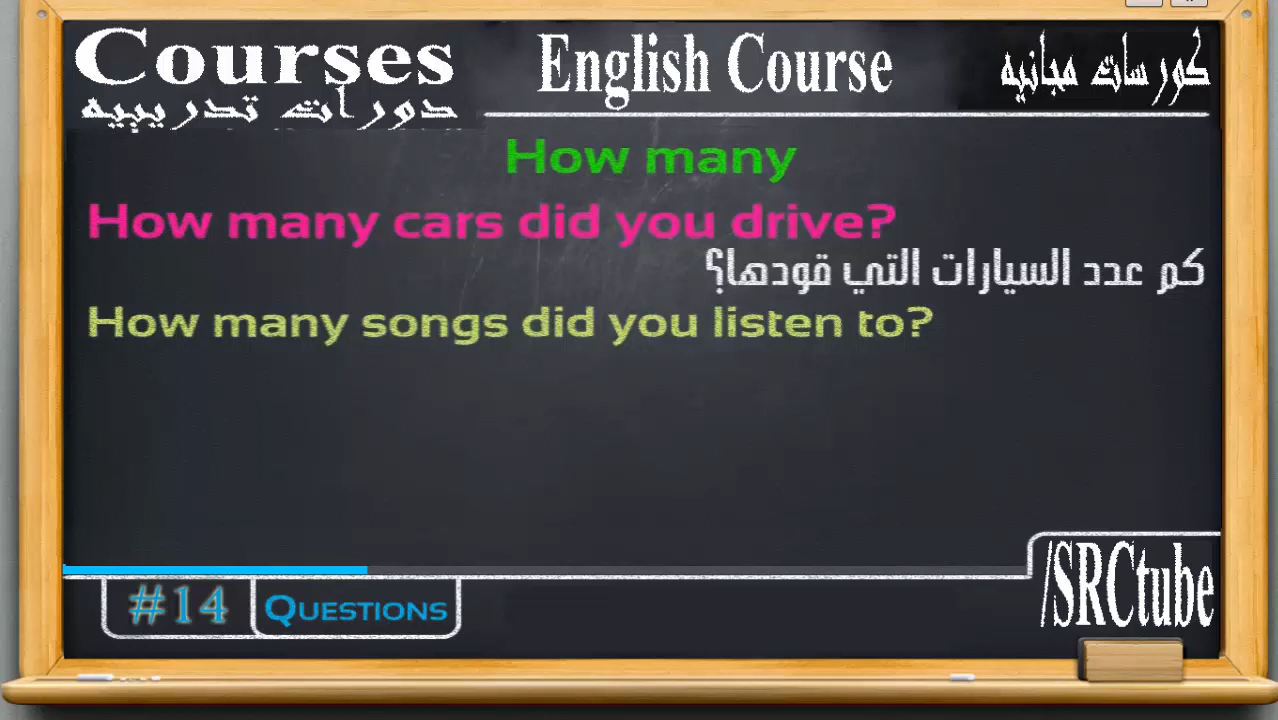 Courses
دورات تدريبيه
English Course
كورسات مجانيه
How many
How many cars did you drive?
كم عدد السيارات التي قودها؟
How many songs did you listen to?
#14
QUESTIONS
/SRCtube